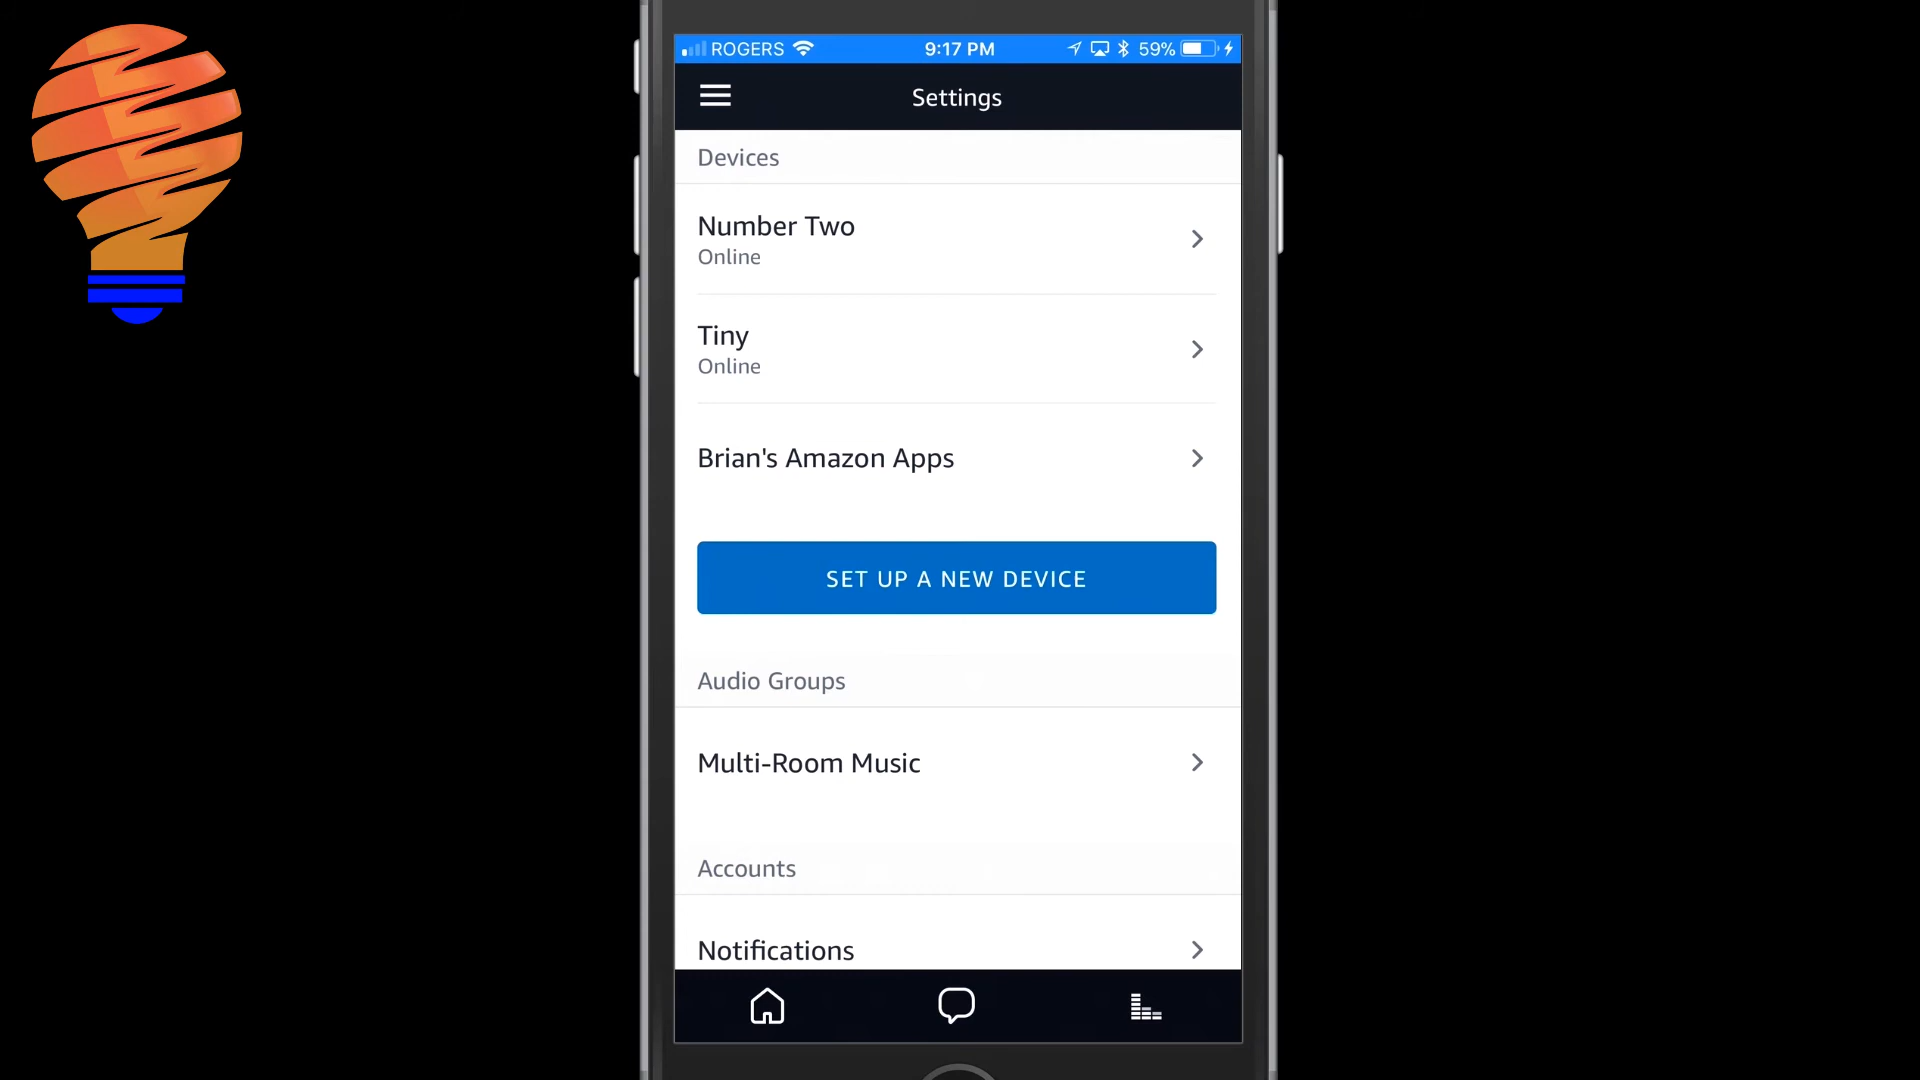 ROGERS 9:17 PM 59%
Settings
Devices
Number Two
Online
Tiny
Online
Brian's Amazon Apps
SET UP A NEW DEVICE
Audio Groups
Multi-Room Music
Accounts
Notifications